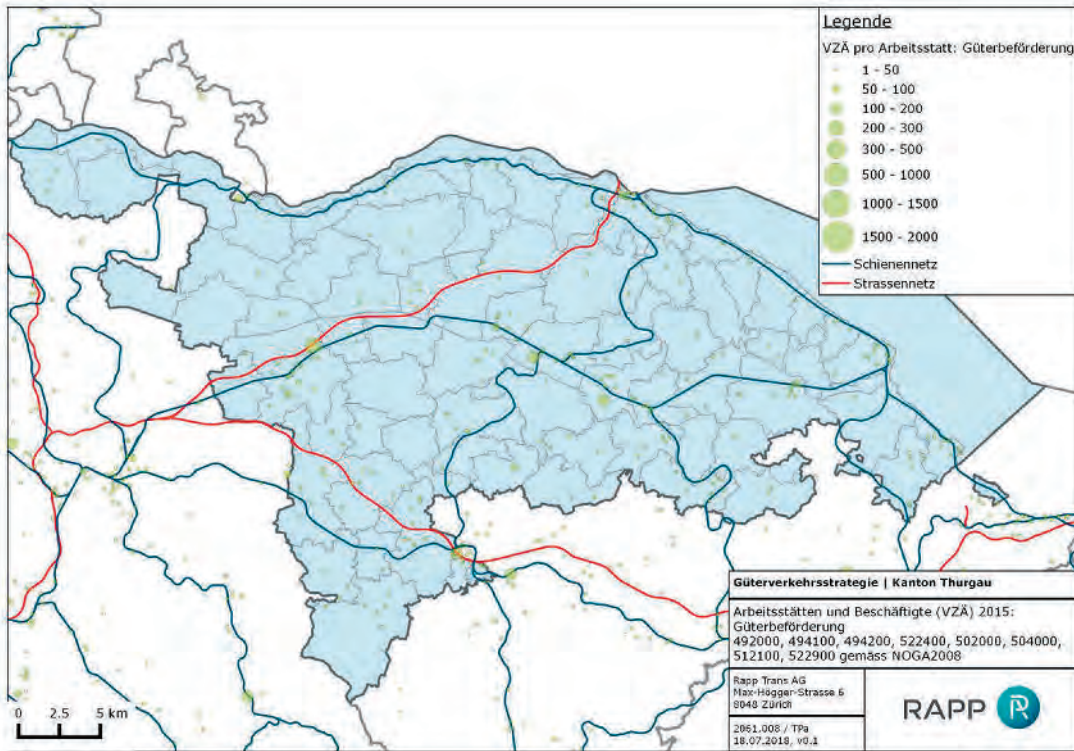 Legende
VZÄ pro Arbeitsstatt: Güterbeförderung
1 - 50
50 - 100
100 - 200
200 - 300
300 - 500
500 - 1000
1000 - 1500
1500 - 2000
Schienennetz
Strassennetz
Güterverkehrsstrategie | Kanton Thurgau
Arbeitsstätten und Beschäftigte (VZÄ) 2015:
Güterbeförderung
492000, 494100, 494200, 522400, 502000, 504000,
512100, 522900 gemäss NOGA2008
Rapp Trans AG
Max-Högger-Strasse 6
8048 Zürich
2061.008 / TPa
18.07.2018, v0.1
RAPP
0 2.5 5 km